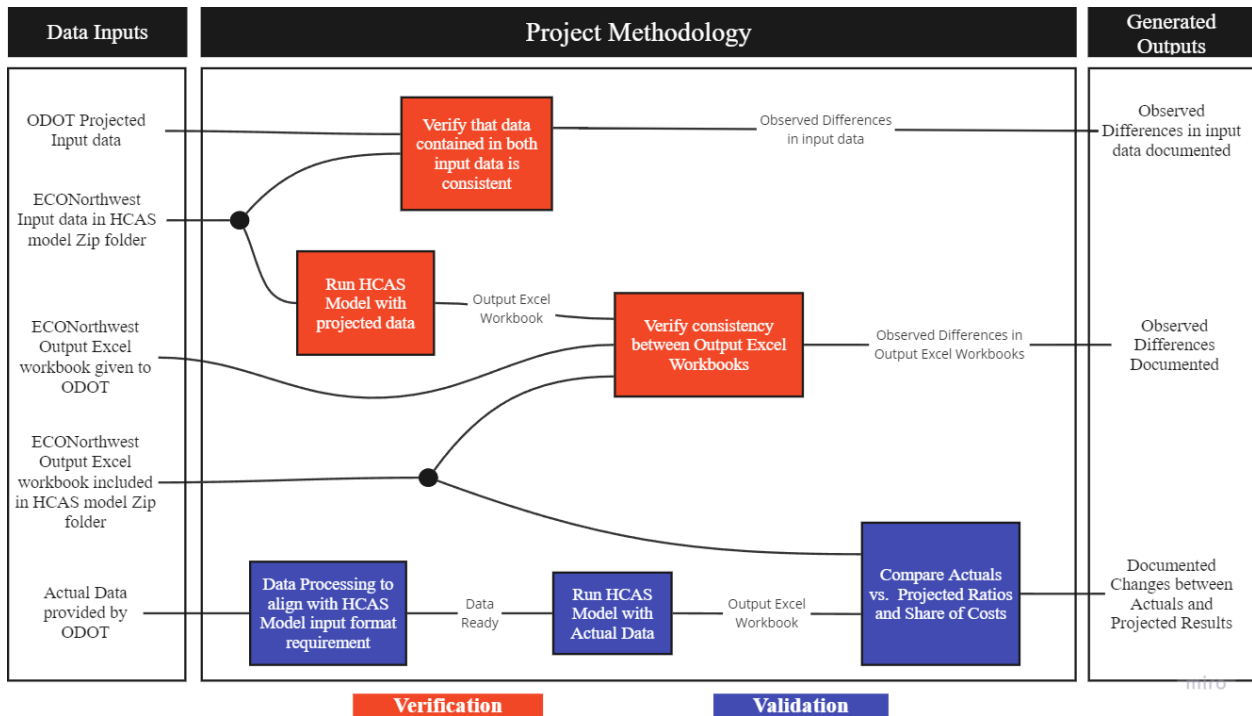 Data Inputs
Project Methodology
Generated
Outputs
ODOT Projected
Input data
Verify that data
contained in both
input data is
consistent
Observed Differences
in input data
Observed
Differences in input
data documented
ECONorthwest
Input data in HCAS
model Zip folder
Run HCAS
Model with
projected data
Output Excel
Workbook
Verify consistency
between Output Excel
Workbooks
Observed Differences in
Output Excel Workbooks
Observed
Differences
Documented
ECONorthwest
Output Excel
workbook given to
ODOT
ECONorthwest
Output Excel
workbook included
in HCAS model Zip
folder
Actual Data
provided by
ODOT
Data Processing to
align with HCAS
Model input format
requirement
Data
Ready
Run HCAS
Model with
Actual Data
Output Excel
Workbook
Compare Actuals
vs. Projected Ratios
and Share of Costs
Documented
Changes between
Actuals and
Projected Results
miro
Verification
Validation